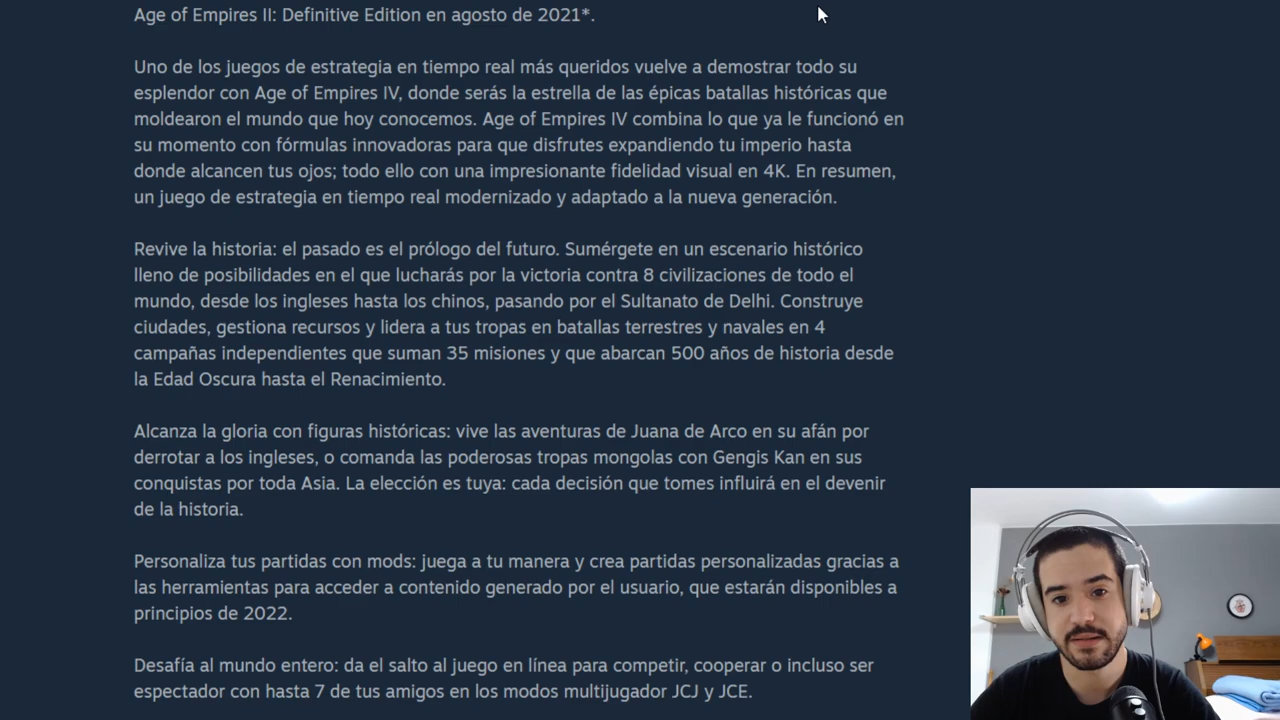 Age of Empires II: Definitive Edition en agosto de 2021*.
Uno de los juegos de estrategia en tiempo real más queridos vuelve a demostrar todo su
esplendor con Age of Empires IV, donde serás la estrella de las épicas batallas históricas que
moldearon el mundo que hoy conocemos. Age of Empires IV combina lo que ya le funcionó en
su momento con fórmulas innovadoras para que disfrutes expandiendo tu imperio hasta
donde alcancen tus ojos; todo ello con una impresionante fidelidad visual en 4K. En resumen,
un juego de estrategia en tiempo real modernizado y adaptado a la nueva generación.
Revive la historia: el pasado es el prólogo del futuro. Sumérgete en un escenario histórico
lleno de posibilidades en el que lucharás por la victoria contra 8 civilizaciones de todo el
mundo, desde los ingleses hasta los chinos, pasando por el Sultanato de Delhi. Construye
ciudades, gestiona recursos y lidera a tus tropas en batallas terrestres y navales en 4
campañas independientes que suman 35 misiones y que abarcan 500 años de historia desde
la Edad Oscura hasta el Renacimiento.
Alcanza la gloria con figuras históricas: vive las aventuras de Juana de Arco en su afán por
derrotar a los ingleses, o comanda las poderosas tropas mongolas con Gengis Kan en sus
conquistas por toda Asia. La elección es tuya: cada decisión que tomes influirá en el devenir
de la historia.
Personaliza tus partidas con mods: juega a tu manera y crea partidas personalizadas gracias a
las herramientas para acceder a contenido generado por el usuario, que estarán disponibles a
principios de 2022.
Desafía al mundo entero: da el salto al juego en línea para competir, cooperar o incluso ser
espectador con hasta 7 de tus amigos en los modos multijugador JCJ y JCE.